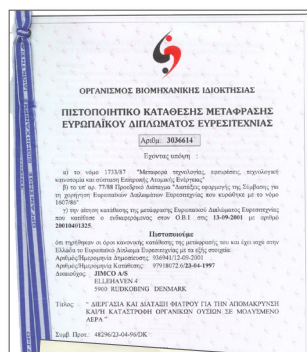 ΟΡΓΑΝΙΣΜΟΣ ΒΙΟΜΗΧΑΝΙΚΗΣ ΙΔΙΟΚΤΗΣΙΑΣ
ΠΙΣΤΟΠΟΙΗΤΙΚΟ ΚΑΤΑΘΕΣΗΣ ΜΕΤΑΦΡΑΣΗΣ
ΕΥΡΩΠΑΪΚΟΥ ΔΙΠΛΩΜΑΤΟΣ ΕΥΡΕΣΙΤΕΧΝΙΑΣ
Αριθμ: 3036614
Εχόντας υπόψη :
α) το νόμο 1733/87 "Μεταφορά τεχνολογίας, εφευρέσεις, τεχνολογική
καινοτομία και σύσταση Επιτροπής Ατομικής Ενέργειας"
β) το υπ' αρ. 77/88 Προεδρικό Διάταγμα "Διατάξεις εφαρμογής της Σύμβασης για
τη χορήγηση Ευρωπαϊκών Διπλωμάτων Ευρεσιτεχνίας που κυρώθηκε με το νόμο
1607/86"
γ) την αίτηση κατάθεσης της μετάφρασης Ευρωπαϊκού Διπλώματος Ευρεσιτεχνίας
που κατέθεσε ο ενδιαφερόμενος στον Ο.Β.Ι. στις 13-09-2001 με αριθμό
20010401325.
Πιστοποιούμε
ότι τηρήθηκαν οι όροι κανονικής κατάθεσης της μετάφρασης του και έχει ισχύ στην
Ελλάδα το Ευρωπαϊκό Δίπλωμα Ευρεσιτεχνίας με τα εξής στοιχεία:
Αριθμός/Ημερομηνία Δημοσίευσης: 936941/12-09-2001
Αριθμός/Ημερομηνία Κατάθεσης: 97918072.6/23-04-1997
Δικαιούχος: JIMCO A/S
ELLEHAVEN 4
5900 RUDKOBING DENMARK
Τίτλος - " ΔΙΕΡΓΑΣΙΑ ΚΑΙ ΔΙΑΤΑΞΗ ΦΙΛΤΡΟΥ ΓΙΑ ΤΗΝ ΑΠΟΜΑΚΡΥΝΣΗ
ΚΑΙ/Ή ΚΑΤΑΣΤΡΟΦΗ ΟΡΓΑΝΙΚΩΝ ΟΥΣΙΩΝ ΣΕ ΜΟΛΥΣΜΕΝΟ
ΑΕΡΑ "
Συμβ. Προτ.: 48296/23-04-96/DK